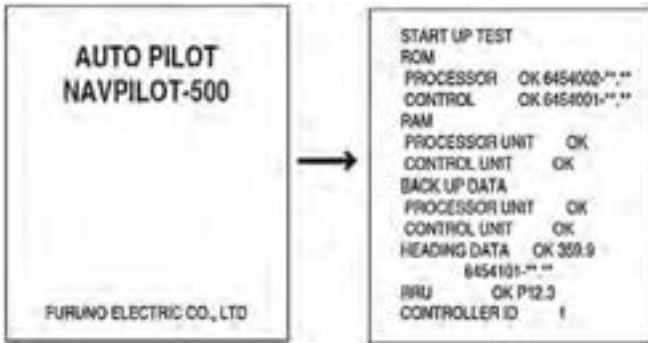 AUTO PILOT
NAVPILOT-500
FURUNO ELECTRIC CO., LTD
START UP TEST
ROM
PROCESSOR OK 6454002-**.**
CONTROL OK 6454001-**.**
RAM
PROCESSOR UNIT OK
CONTROL UNIT OK
BACK UP DATA
PROCESSOR UNIT OK
CONTROL UNIT OK
HEADING DATA OK 359.9
6454101-**.**
RRU OK P12.3
CONTROLLER ID 1